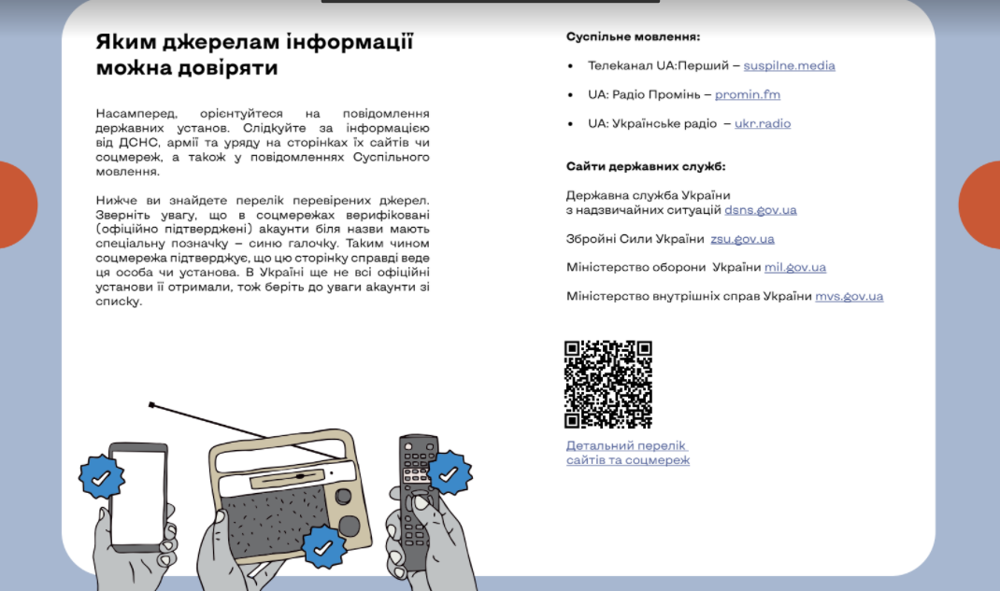 Яким джерелам інформації
можна довіряти
Насамперед, орієнтуйтеся на повідомлення
державних установ. Слідкуйте за інформацією
від ДСНС, армії та уряду на сторінках їх сайтів чи
соцмереж, а також у повідомленнях Суспільного
мовлення.
Нижче ви знайдете перелік перевірених джерел.
Зверніть увагу, що в соцмережах верифіковані
(офіційно підтверджені) акаунти біля назви мають
спеціальну позначку – синю галочку. Таким чином
соцмережа підтверджує, що цю сторінку справді веде
ця особа чи установа. В Україні ще не всі офіційні
установи її отримали, тож беріть до уваги акаунти зі
списку.
Суспільне мовлення:
• Телеканал UA:Перший – suspilne.media
• UA: Радіо Промінь – promin.fm
• UA: Українське радіо – ukr.radio
Сайти державних служб:
Державна служба України
з надзвичайних ситуацій dsns.gov.ua
Збройні Сили України zsu.gov.ua
Міністерство оборони України mil.gov.ua
Міністерство внутрішніх справ України mvs.gov.ua
Детальний перелік
сайтів та соцмереж